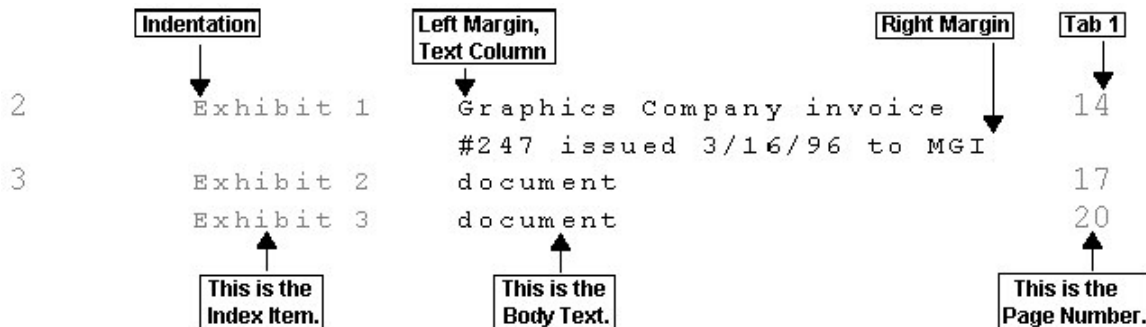 Indentation Left Margin, Right Margin Tab 1
Text Column
2 Exhibit 1 Graphics Company invoice 14
#247 issued 3/16/96 to MGI
3 Exhibit 2 document 17
Exhibit 3 document 20
This is the This is the This is the
Index Item. Body Text. Page Number.